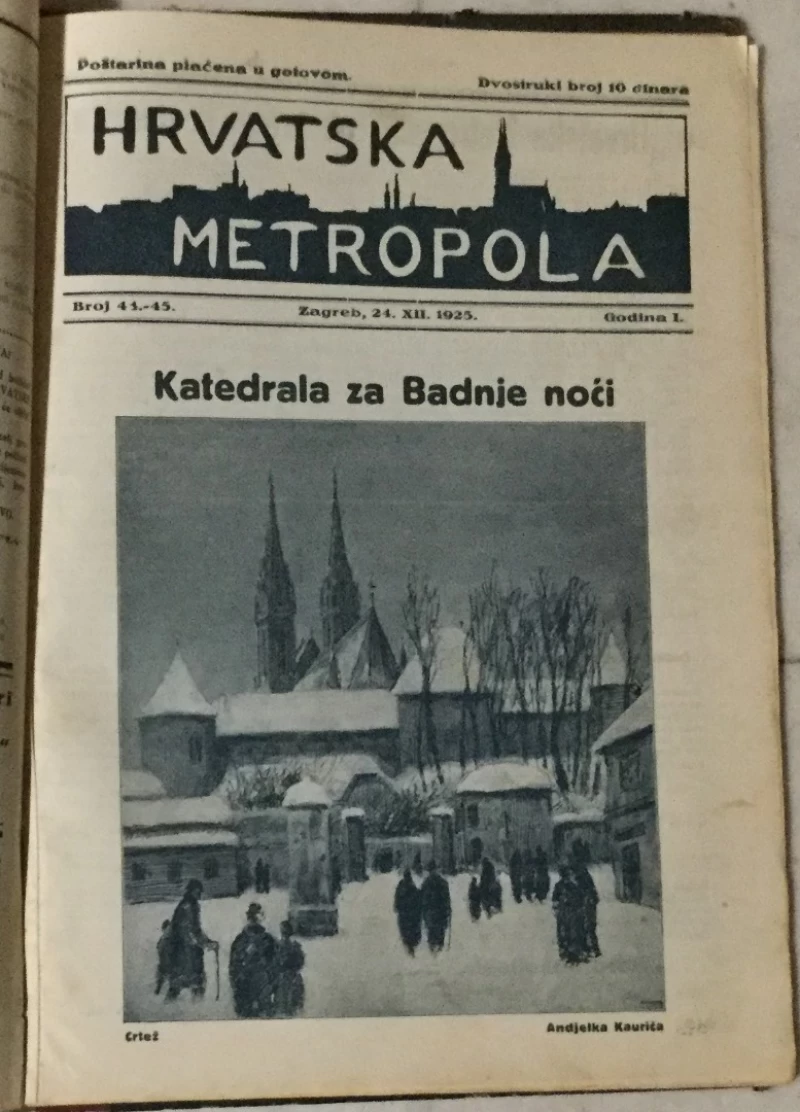 Poštarina plaćena u gotovom.
Dvostruki broj 10 dinara
HRVATSKA
METROPOLA
Broj 44.-45.
Zagreb, 24. XII. 1925.
Godina I.
Katedrala za Badnje noći
Crtež
Andjelka Kaurića